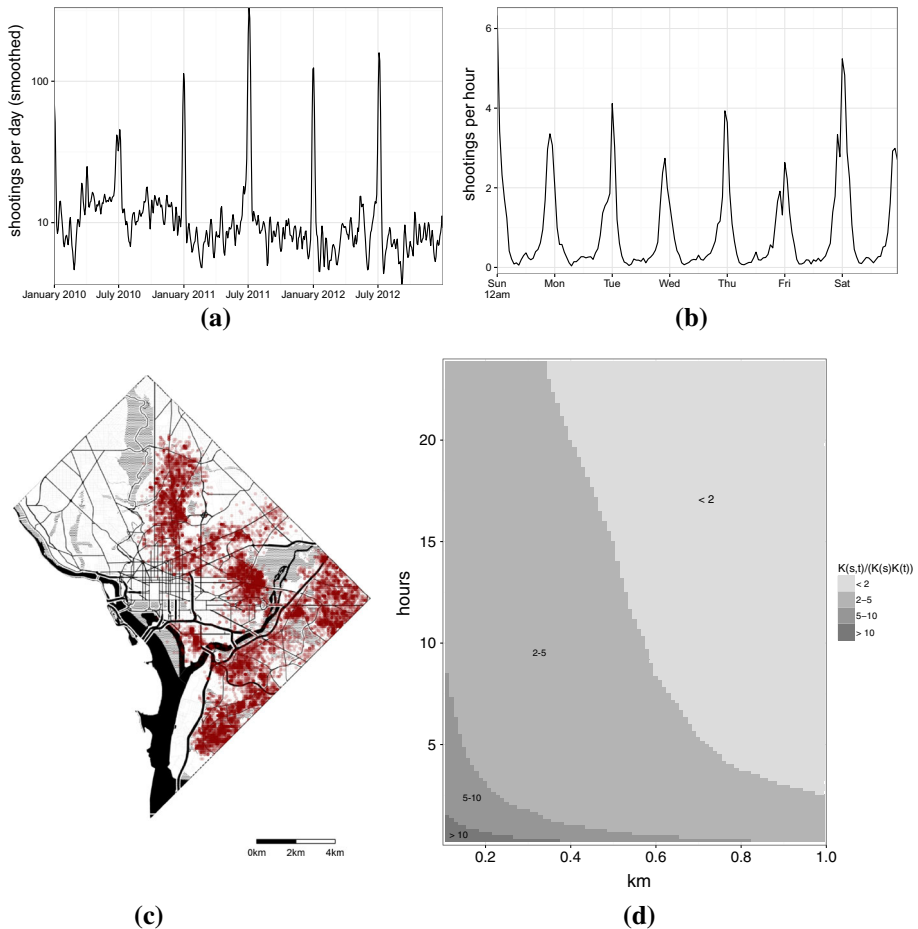 shootings per day (smoothed)
100
10
January 2010 July 2010 January 2011 July 2011 January 2012 July 2012
(a)
shootings per hour
6
4
2
0
Sun Mon Tue Wed Thu Fri Sat
12am
(b)
0km 2km 4km
(c)
hours
20
15
10
5
< 2
2-5
5-10
> 10
0.2 0.4 0.6 0.8 1.0
km
K(s,t)/(K(s)K(t))
< 2
2–5
5–10
> 10
(d)